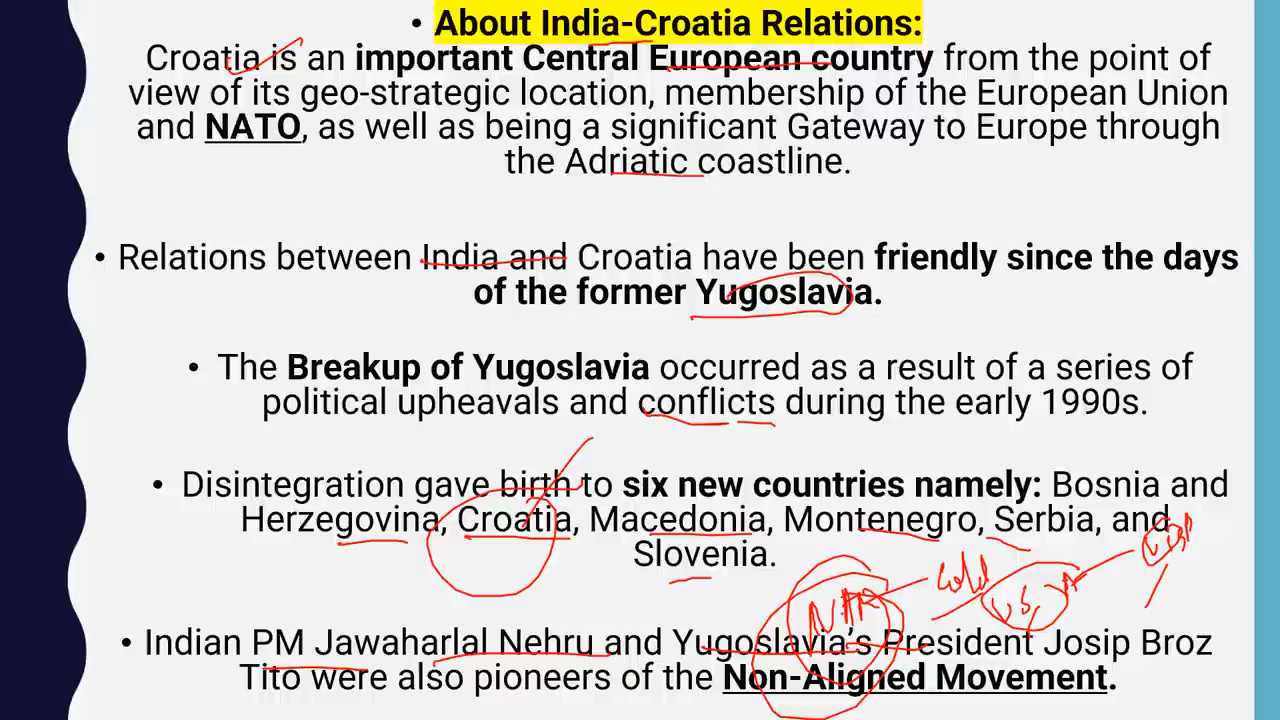 • About India-Croatia Relations:
Croatia is an important Central European country from the point of
view of its geo-strategic location, membership of the European Union
and NATO, as well as being a significant Gateway to Europe through
the Adriatic coastline.
• Relations between India and Croatia have been friendly since the days
of the former Yugoslavia.
• The Breakup of Yugoslavia occurred as a result of a series of
political upheavals and conflicts during the early 1990s.
• Disintegration gave birth to six new countries namely: Bosnia and
Herzegovina, Croatia, Macedonia, Montenegro, Serbia, and
Slovenia.
Cold
• Indian PM Jawaharlal Nehru and Yugoslavia's President Josip Broz
Tito were also pioneers of the Non-Aligned Movement.